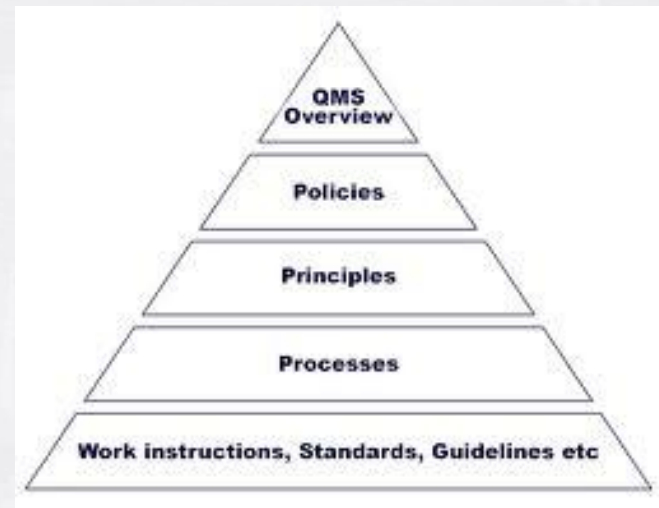 QMS
Overview
Policies
Principles
Processes
Work instructions, Standards, Guidelines etc